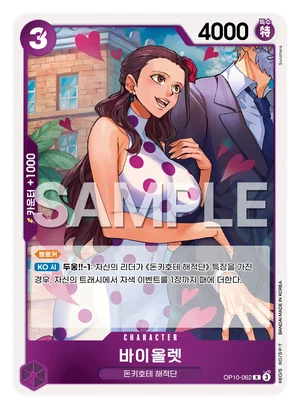 3
4000
특수
特
Sunohara
카운터 +1000
SAMPLE
블로커
KO 시 두웅!!-1: 자신의 리더가 《돈키호테 해적단》 특징을 가진
경우, 자신의 트래시에서 자색 이벤트를 1장까지 패에 더한다.
BANDAI MADE IN KOREA
CHARACTER
바이올렛
돈키호테 해적단
OP10-062 R
3